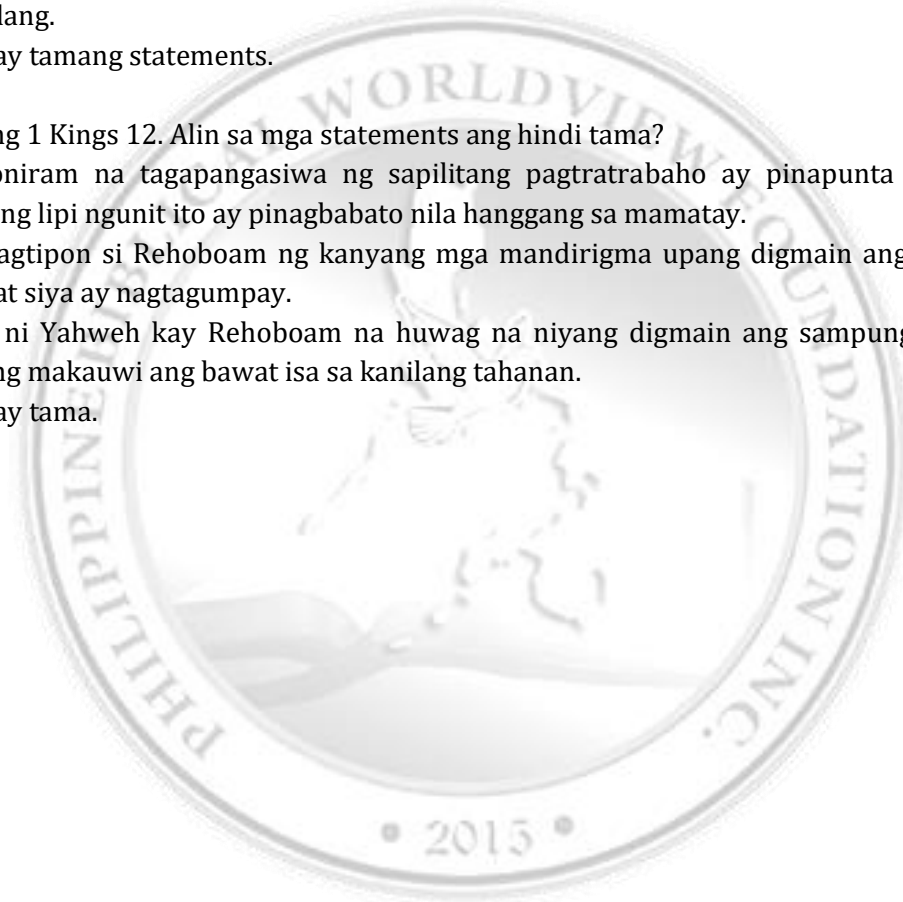 lang.
ay tamang statements.
ng 1 Kings 12. Alin sa mga statements ang hindi tama?
oniram na tagapangasiwa ng sapilitang pagtratrabaho ay pinapunta
ng lipi ngunit ito ay pinagbabato nila hanggang sa mamatay.
agtipon si Rehoboam ng kanyang mga mandirigma upang digmain ang
at siya ay nagtagumpay.
ni Yahweh kay Rehoboam na huwag na niyang digmain ang sampung
ng makauwi ang bawat isa sa kanilang tahanan.
ay tama.
PHILIPPINE BIBLICAL WORLDVIEW FOUNDATION INC.
• 2015 •